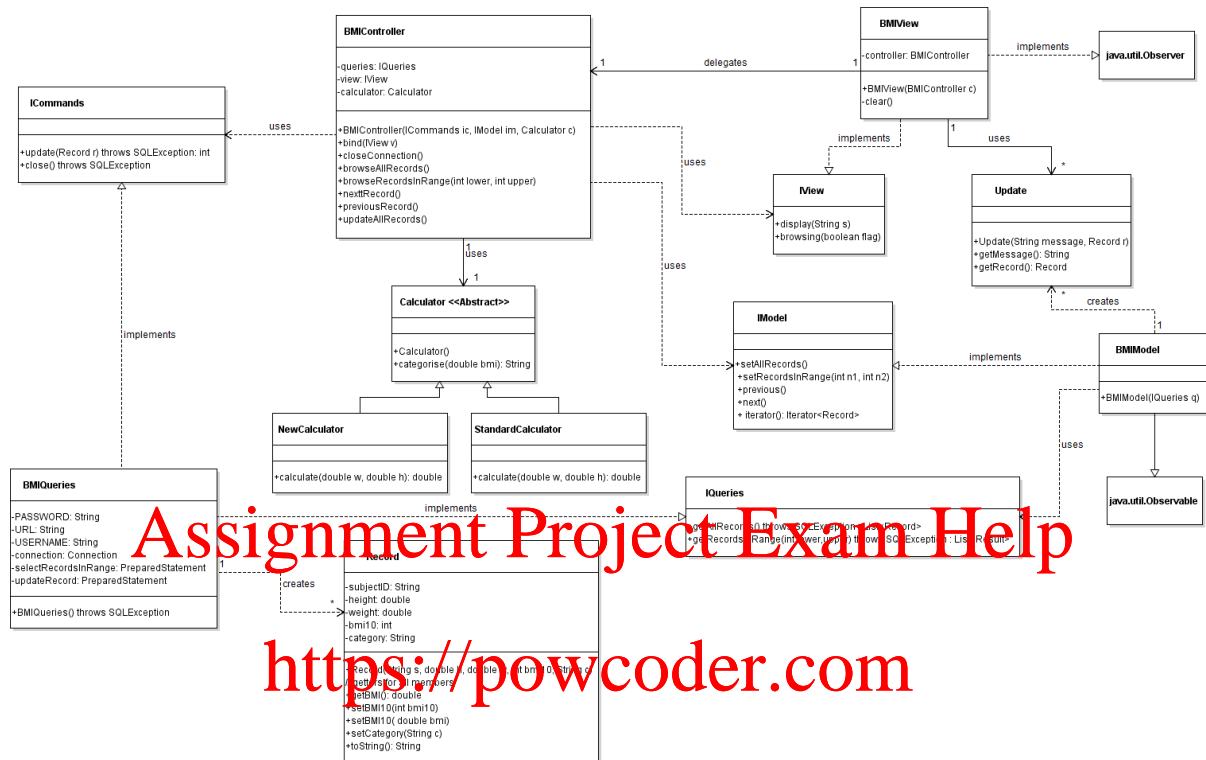 BMIController
-queries: IQueries
-view: IView
-calculator: Calculator
+BMIController(ICommands ic, IModel im, Calculator c)
+bind(IView v)
+closeConnection()
+browseAllRecords()
+browseRecordsInRange(int lower, int upper)
+nexttRecord()
+previousRecord()
+updateAllRecords()
1
delegates
1
BMIView
-controller: BMIController
+BMIView(BMIController c)
-clear()
implements
java.util.Observer
ICommands
+update(Record r) throws SQLException: int
+close() throws SQLException
uses
uses
uses
implements
1
uses
*
IView
+display(String s)
+browsing(boolean flag)
Update
+Update(String message, Record r)
+getMessage(): String
+getRecord(): Record
*
creates
1
1
uses
1
Calculator <<Abstract>>
+Calculator()
+categorise(double bmi): String
IModel
+setAllRecords()
+setRecordsInRange(int n1, int n2)
+previous()
+next()
+ iterator(): Iterator<Record>
implements
BMIModel
+BMIModel(IQueries q)
implements
uses
NewCalculator
+calculate(double w, double h): double
StandardCalculator
+calculate(double w, double h): double
java.util.Observable
BMIQueries
-PASSWORD: String
-URL: String
-USERNAME: String
-connection: Connection
-selectRecordsInRange: PreparedStatement
-updateRecord: PreparedStatement
+BMIQueries() throws SQLException
implements
IQueries
throws SQLException
Assignment Project Exam Help
1
creates
*
Record
-subjectID: String
-height: double
-weight: double
-bmi10: int
-category: String
https://powcoder.com
+getBMI(): double
+setBMI10(int bmi10)
+setBMI10( double bmi)
+setCategory(String c)
+toString(): String